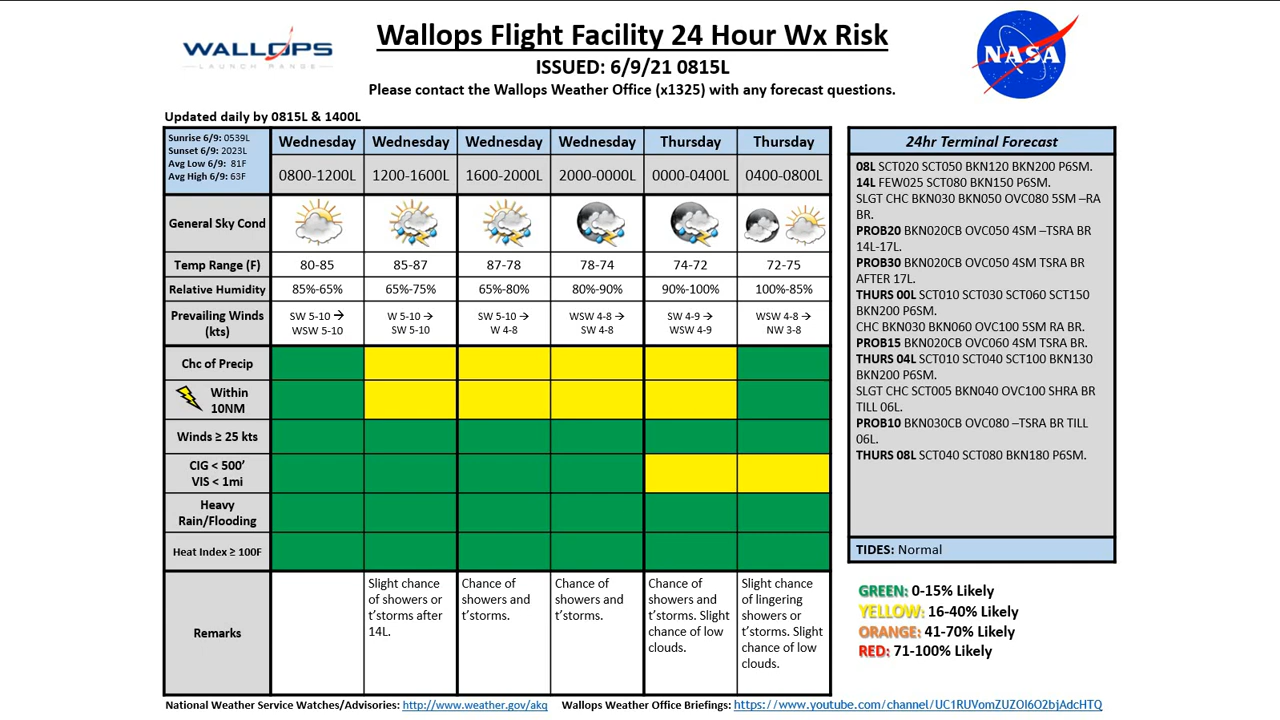 WALLOPS
LAUNCH RANGE
Wallops Flight Facility 24 Hour Wx Risk
ISSUED: 6/9/21 0815L
Please contact the Wallops Weather Office (x1325) with any forecast questions.
NASA
Updated daily by 0815L & 1400L
Sunrise 6/9: 0539L
Sunset 6/9: 2023L
Avg Low 6/9: 81F
Avg High 6/9: 63F
Wednesday Wednesday Wednesday Wednesday Thursday Thursday
0800-1200L 1200-1600L 1600-2000L 2000-0000L 0000-0400L 0400-0800L
General Sky Cond
Temp Range (F) 80-85 85-87 87-78 78-74 74-72 72-75
Relative Humidity 85%-65% 65%-75% 65%-80% 80%-90% 90%-100% 100%-85%
Prevailing Winds (kts)
SW 5-10 → WSW 5-10
W 5-10 → SW 5-10
SW 5-10 → W 4-8
WSW 4-8 → SW 4-8
SW 4-9 → WSW 4-9
WSW 4-8 → NW 3-8
Chc of Precip
Within
10NM
Winds ≥ 25 kts
CIG < 500'
VIS < 1mi
Heavy
Rain/Flooding
Heat Index ≥ 100F
Remarks
Slight chance
of showers or
t'storms after
14L.
Chance of
showers and
t'storms.
Chance of
showers and
t'storms.
Chance of
showers and
t'storms. Slight
chance of low
clouds.
Slight chance
of lingering
showers or
t'storms. Slight
chance of low
clouds.
24hr Terminal Forecast
08L SCT020 SCT050 BKN120 BKN200 P6SM.
14L FEW025 SCT080 BKN150 P6SM.
SLGT CHC BKN030 BKN050 OVC080 5SM –RA
BR.
PROB20 BKN020CB OVC050 4SM –TSRA BR
14L-17L.
PROB30 BKN020CB OVC050 4SM TSRA BR
AFTER 17L.
THURS 00L SCT010 SCT030 SCT060 SCT150
BKN200 P6SM.
CHC BKN030 BKN060 OVC100 5SM RA BR.
PROB15 BKN020CB OVC060 4SM TSRA BR.
THURS 04L SCT010 SCT040 SCT100 BKN130
BKN200 P6SM.
SLGT CHC SCT005 BKN040 OVC100 SHRA BR
TILL 06L.
PROB10 BKN030CB OVC080 –TSRA BR TILL
06L.
THURS 08L SCT040 SCT080 BKN180 P6SM.
TIDES: Normal
GREEN: 0-15% Likely
YELLOW: 16-40% Likely
ORANGE: 41-70% Likely
RED: 71-100% Likely
National Weather Service Watches/Advisories: http://www.weather.gov/akq Wallops Weather Office Briefings: https://www.youtube.com/channel/UC1RUVomZUZOI6O2bjAdcHTQ